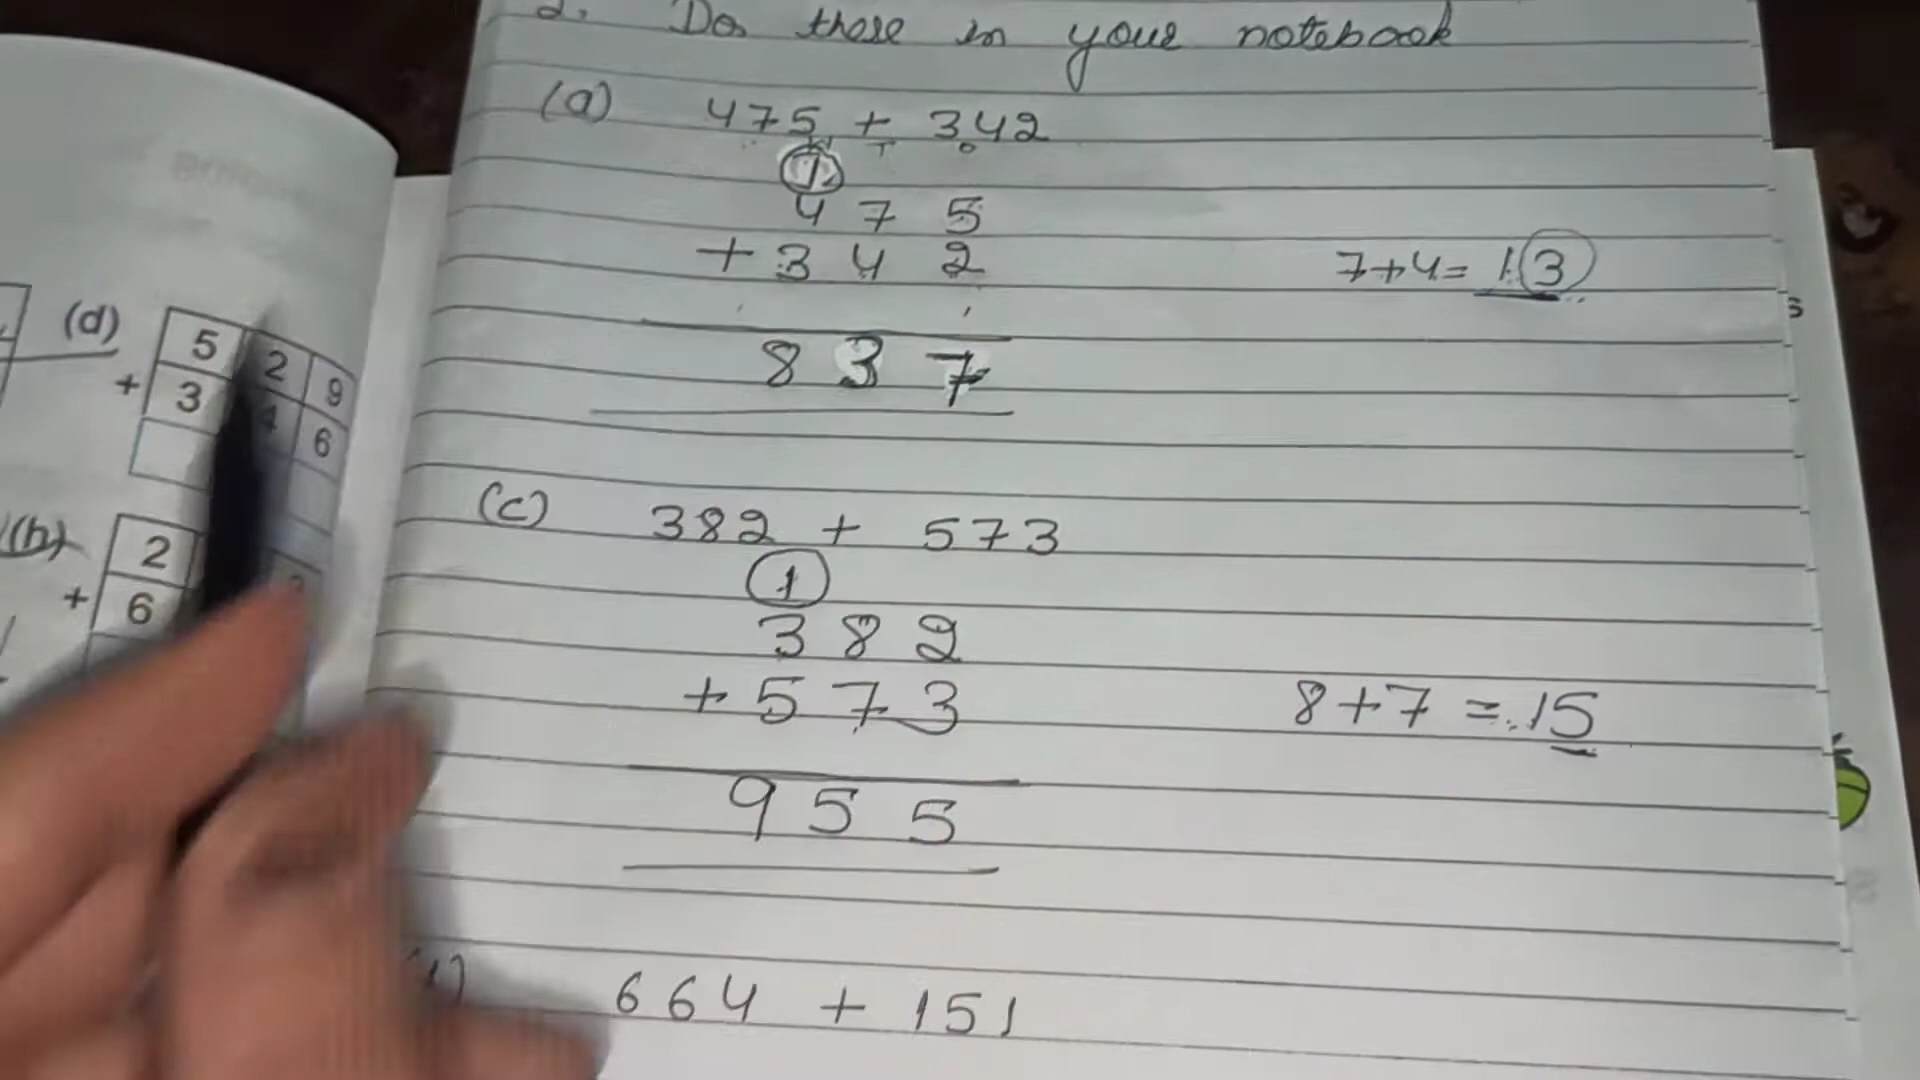 2. Do these in your notebook
(a) 475 + 342
T o
1
4 7 5
+ 3 4 2
7+4= 13
8 3 7
(c) 382 + 573
1
3 8 2
+ 5 7 3
8+7 = 15
9 5 5
664 + 151
(d) 5 2 9
+ 3 4 6
(h) 2
+ 6